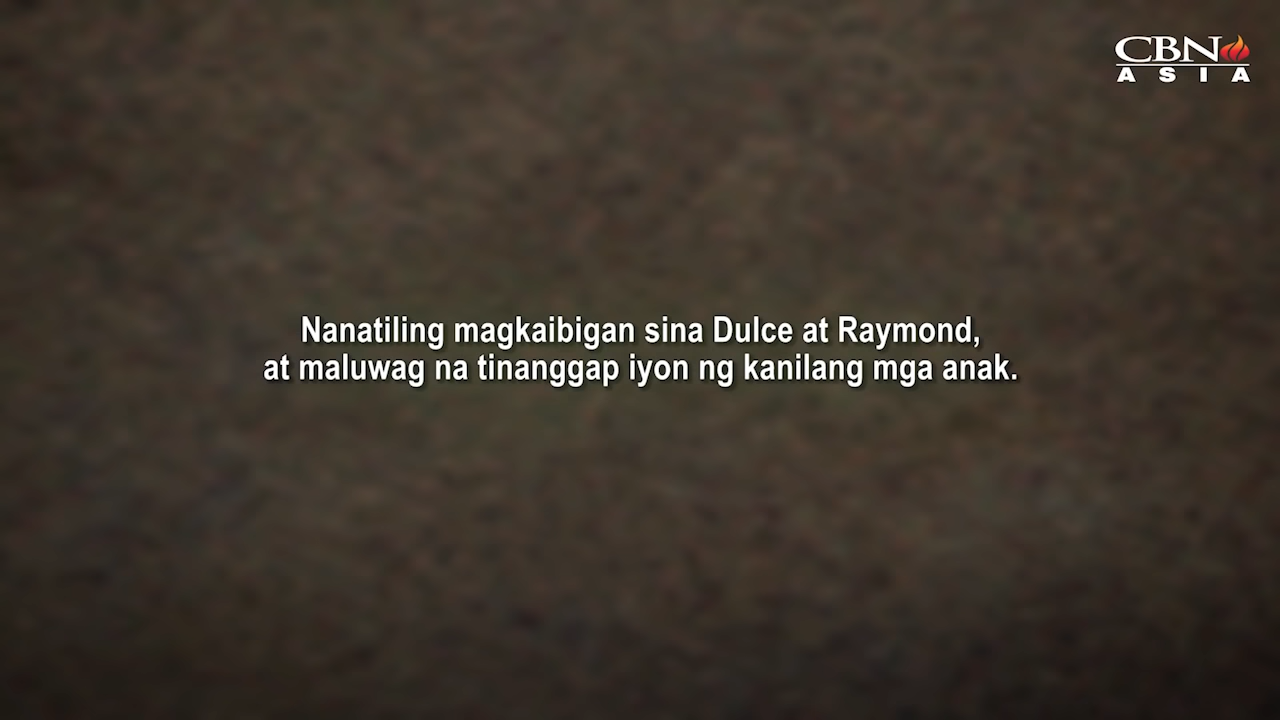 CBN
ASIA
Nanatiling magkaibigan sina Dulce at Raymond,
at maluwag na tinanggap iyon ng kanilang mga anak.